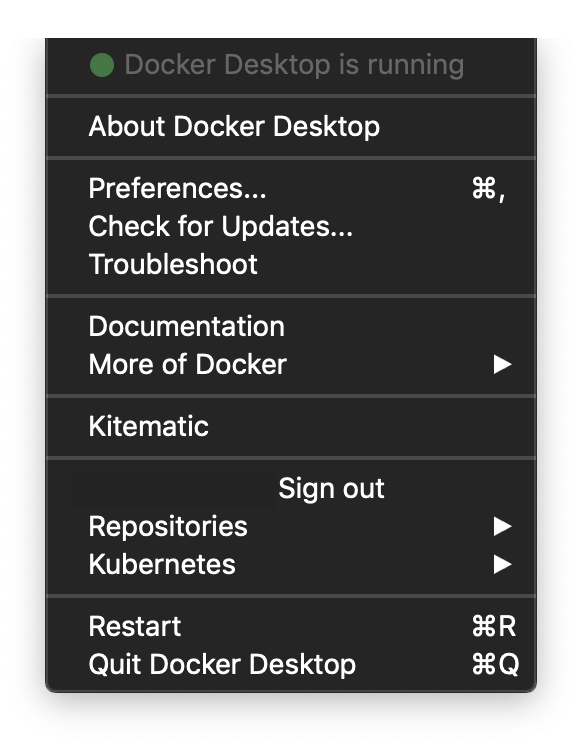 Docker Desktop is running
About Docker Desktop
Preferences... ⌘,
Check for Updates...
Troubleshoot
Documentation
More of Docker ▶
Kitematic
Sign out
Repositories ▶
Kubernetes ▶
Restart ⌘R
Quit Docker Desktop ⌘Q